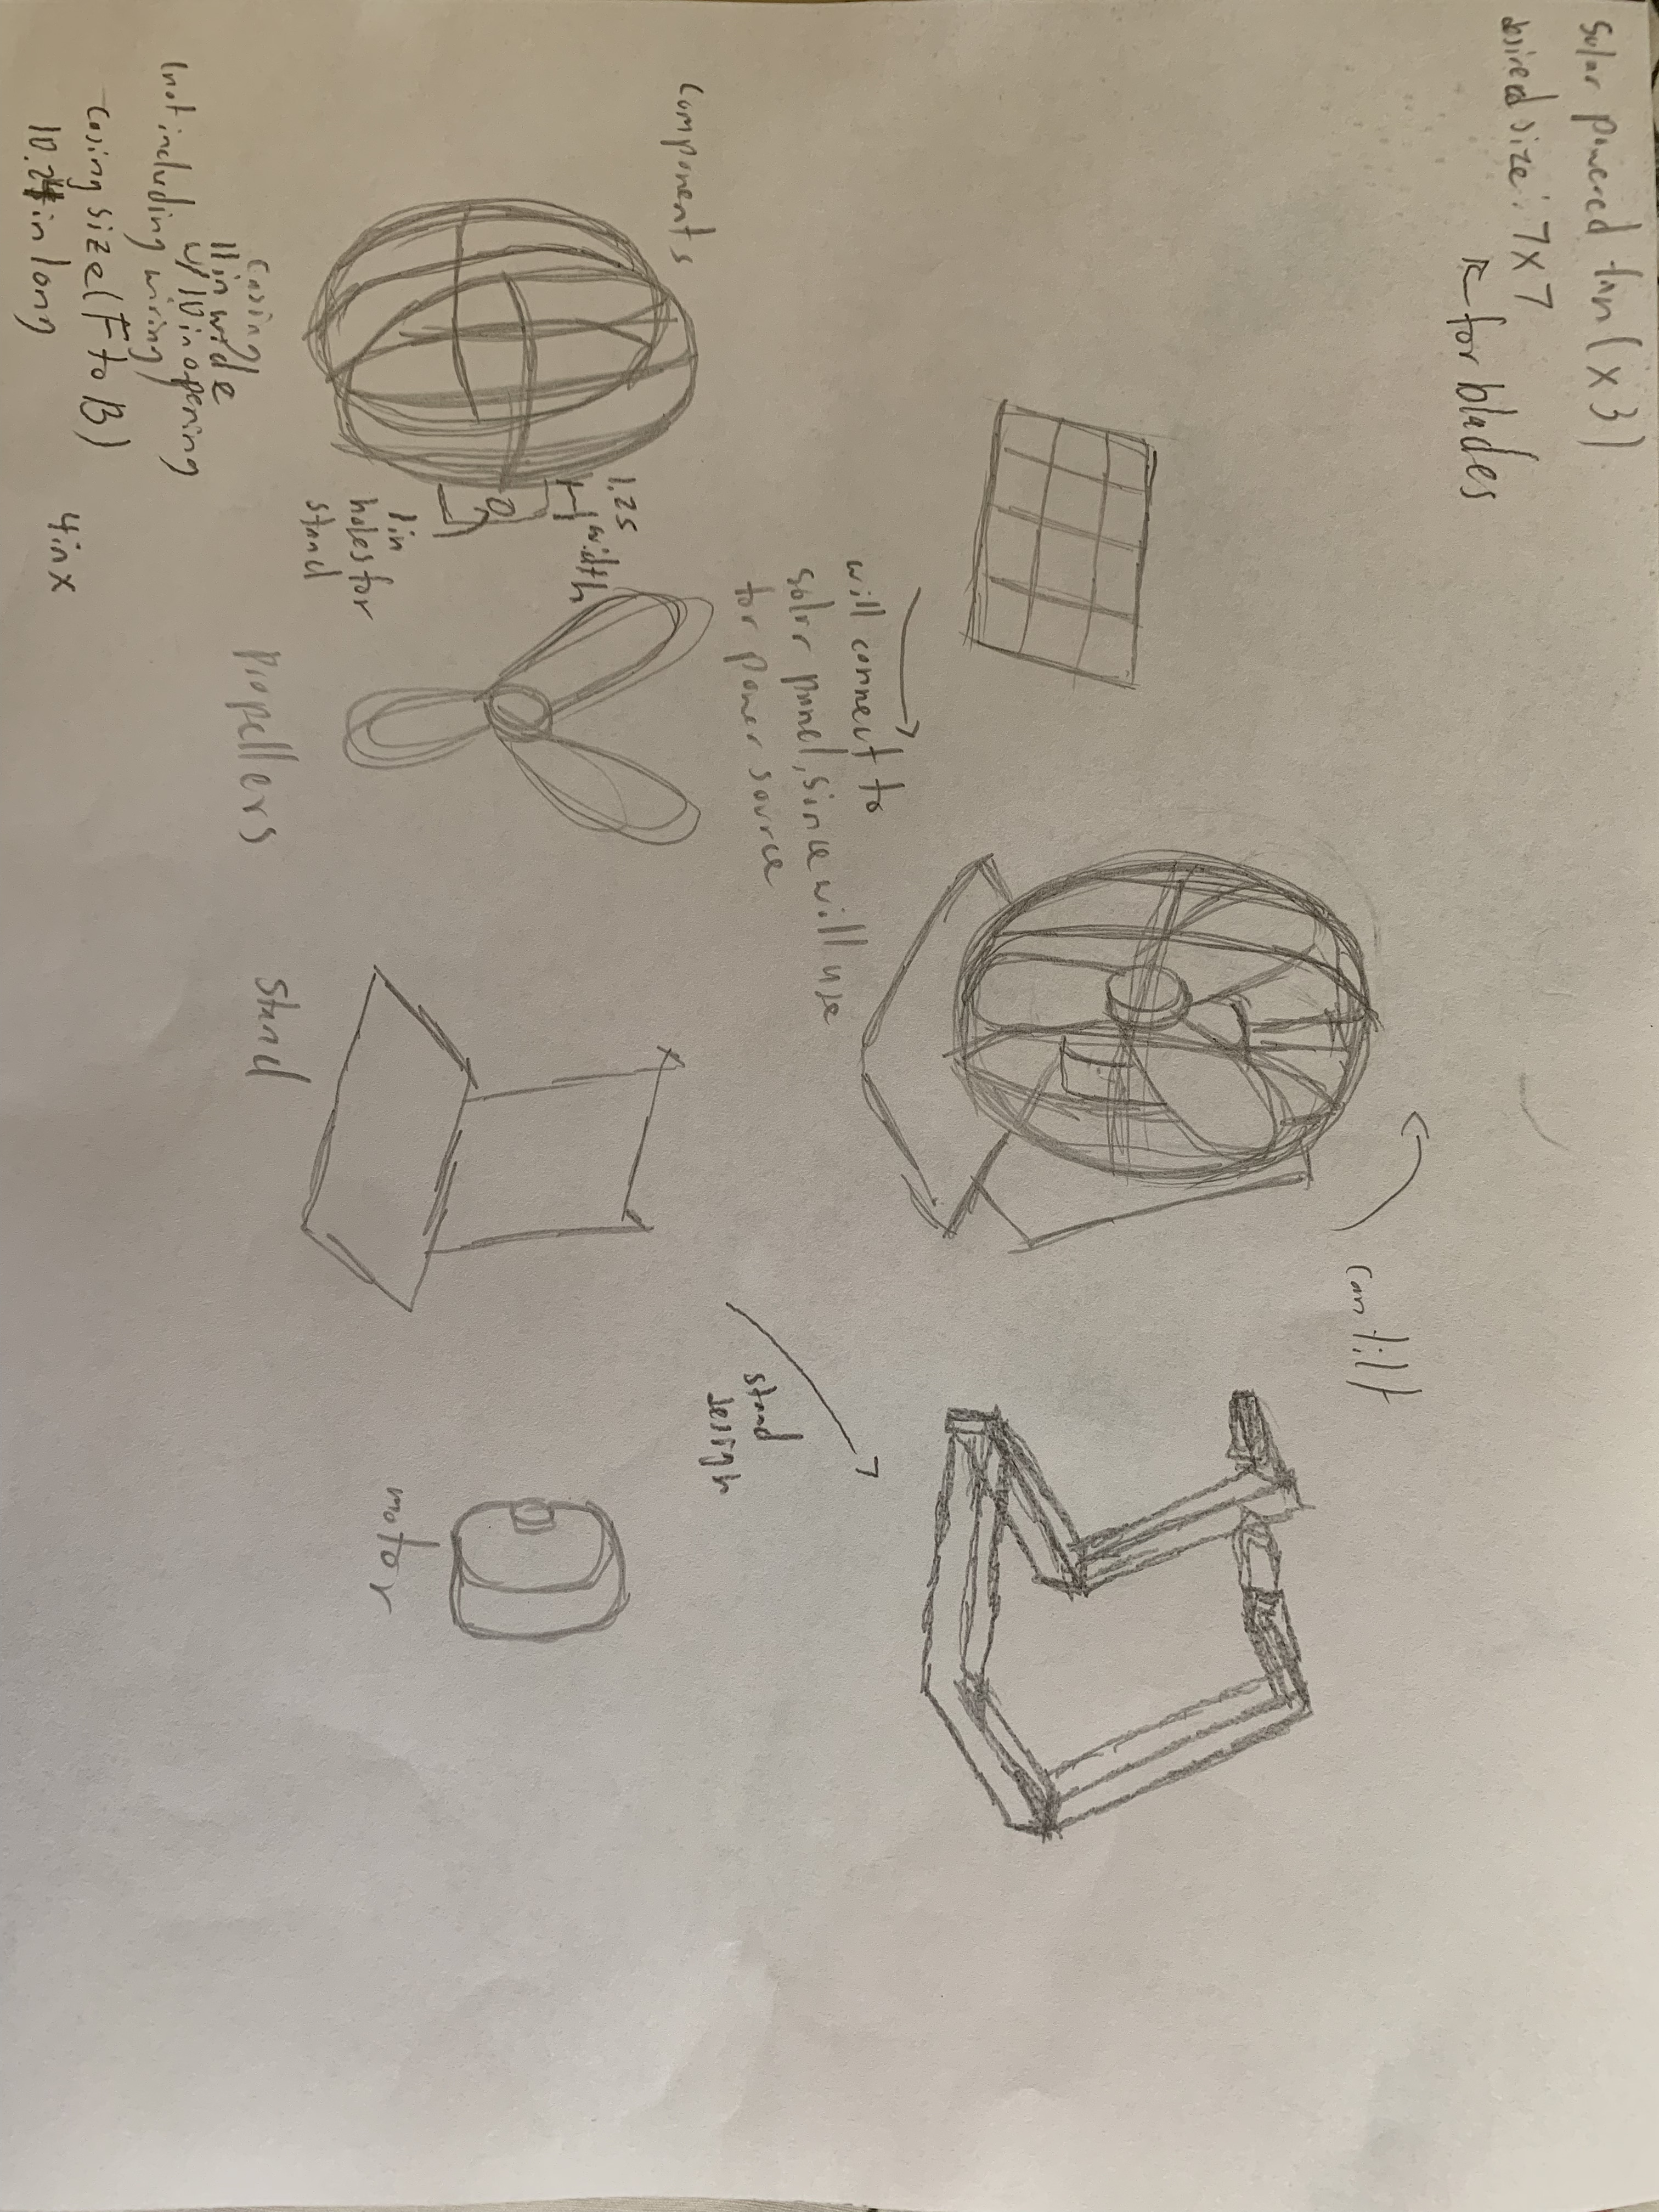 Solar powered fan (x3)
desired size: 7x7
for blades
can tilt
will connect to
solar panel, since will use
for power source
stand
design
components
1.25
width
1in
holes for
stand
casing
11in wide
w/ 10 in opening
(not including wiring)
casing size (F to B)
10.24in long
4in x
propellers
stand
motor